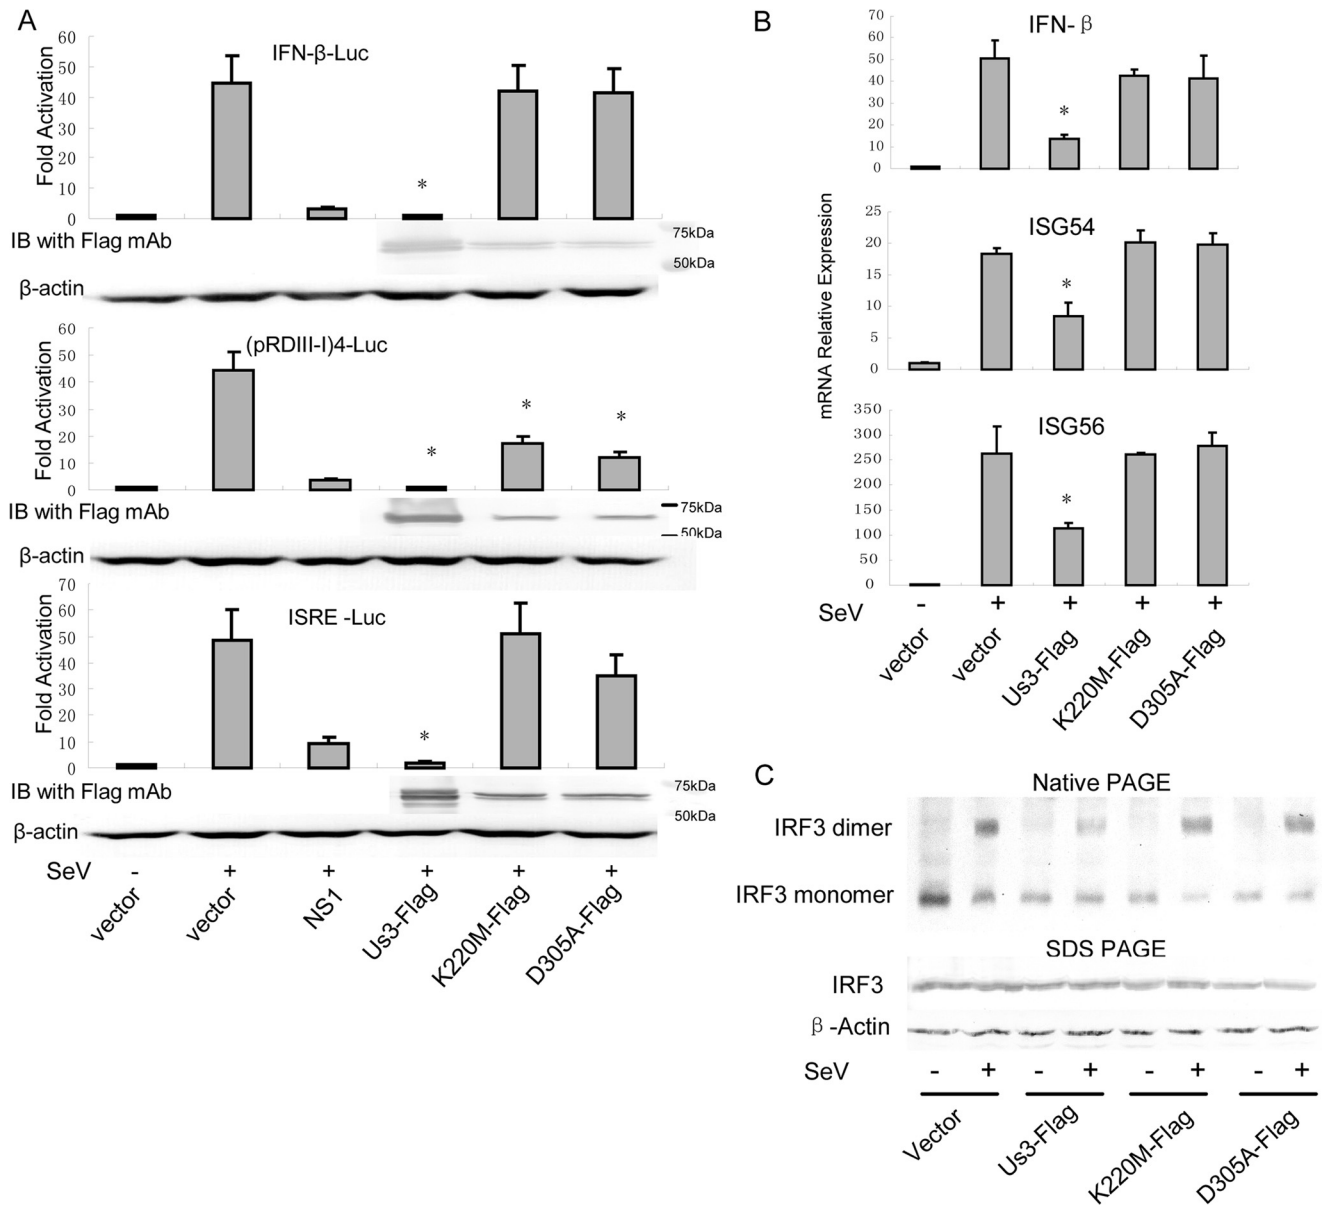 A
60
50
40
30
20
10
0
Fold Activation
IFN-β-Luc
*
IB with Flag mAb
75kDa
50kDa
β-actin
60
50
40
30
20
10
0
Fold Activation
(pRDIII-I)4-Luc
*
*
*
IB with Flag mAb
75kDa
50kDa
β-actin
70
60
50
40
30
20
10
0
Fold Activation
ISRE -Luc
*
IB with Flag mAb
75kDa
50kDa
β-actin
SeV - + + + + +
vector vector NS1 Us3-Flag K220M-Flag D305A-Flag
B
70
60
50
40
30
20
10
0
IFN- β
*
mRNA Relative Expression
25
20
15
10
5
0
ISG54
*
350
300
250
200
150
100
50
0
ISG56
*
SeV - + + + +
vector vector Us3-Flag K220M-Flag D305A-Flag
C
Native PAGE
IRF3 dimer
IRF3 monomer
SDS PAGE
IRF3
β -Actin
SeV - + - + - + - +
Vector Us3-Flag K220M-Flag D305A-Flag